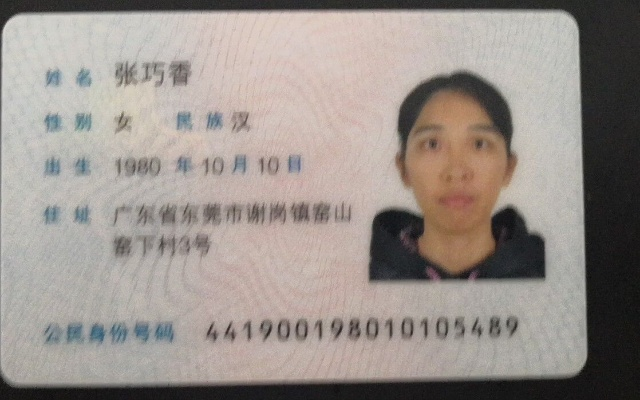 姓名 张巧香
性别 女 民族 汉
出生 1980 年 10 月 10 日
住址 广东省东莞市谢岗镇窑山
窑下村3号
公民身份号码 441900198010105489